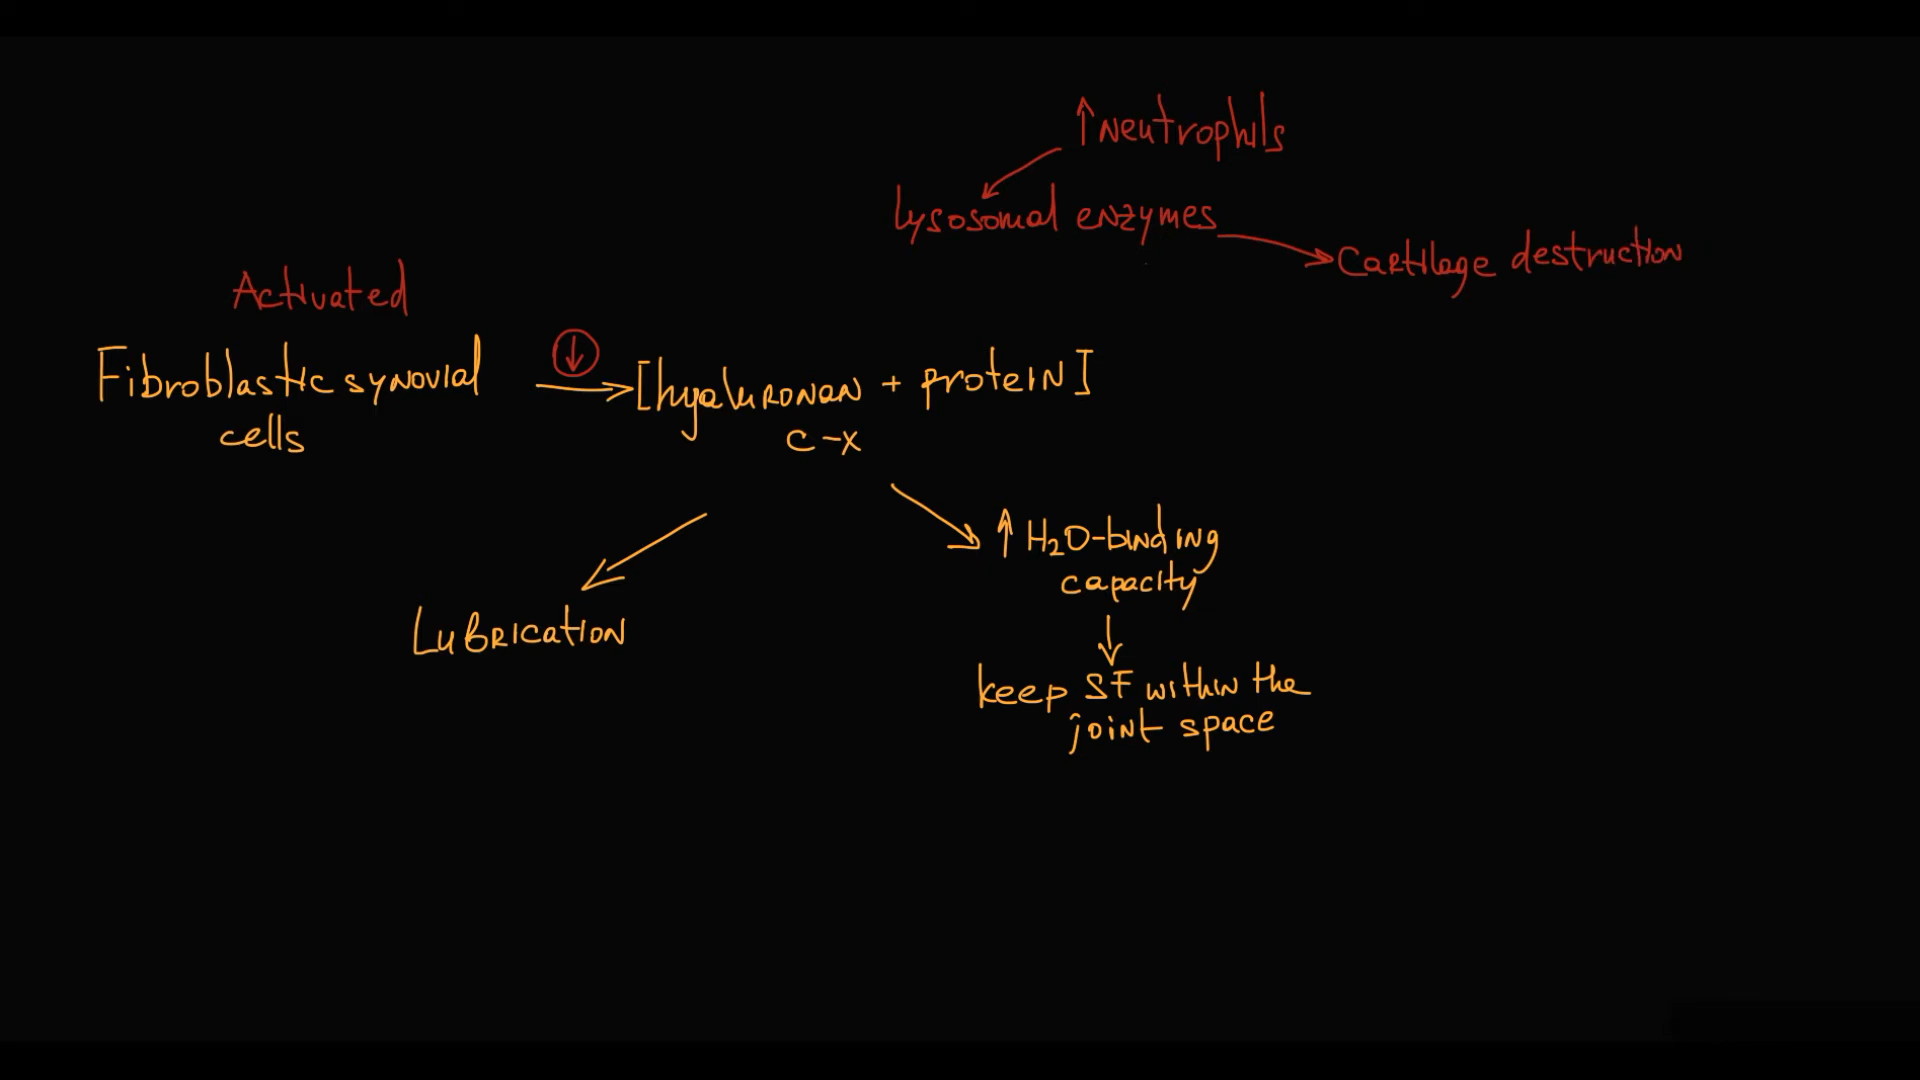 ↑ Neutrophils
Lysosomal enzymes
Cartilage destruction
Activated
Fibroblastic synovial
cells
↓
[hyaluronan + protein]
c-x
Lubrication
↑ H₂O-binding
capacity
keep SF within the
joint space